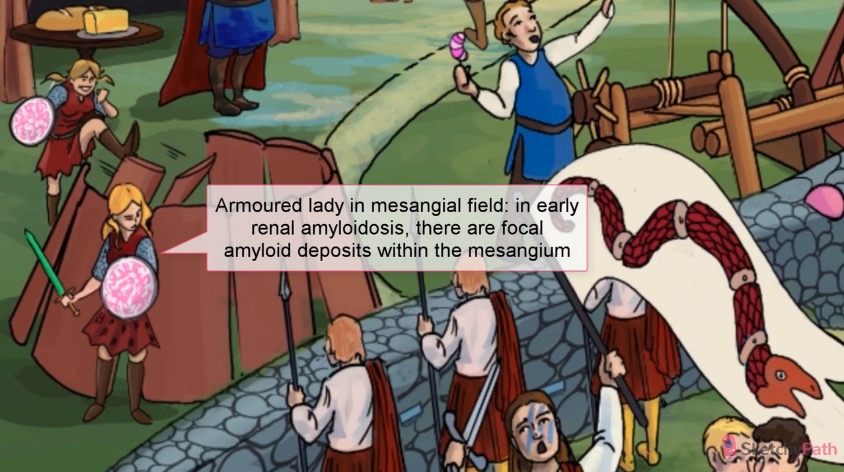 Armoured lady in mesangial field: in early
renal amyloidosis, there are focal
amyloid deposits within the mesangium
SketchyPath